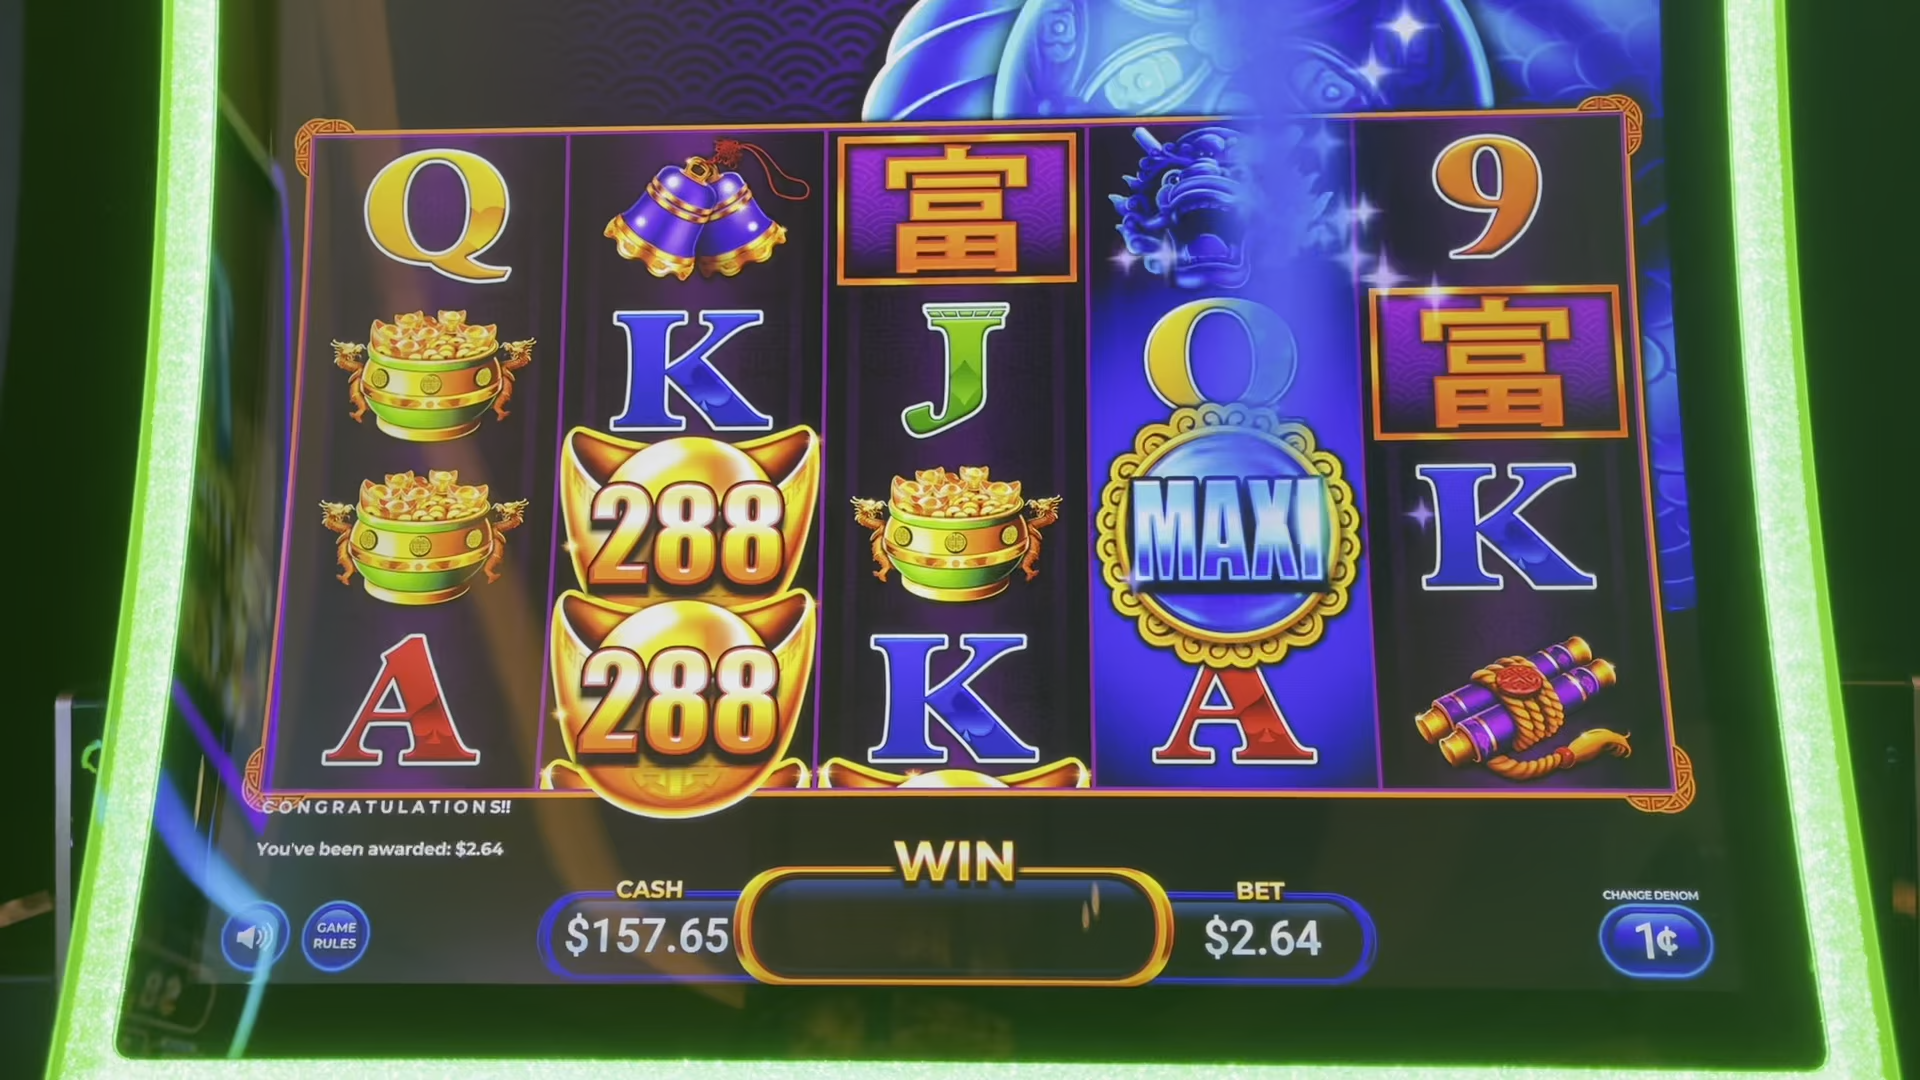 Q
富
9
K
J
Q
富
288
MAXI
K
288
A
K
A
CONGRATULATIONS!!
You've been awarded: $2.64
WIN
CASH
$157.65
BET
$2.64
CHANGE DENOM
1¢
GAME
RULES